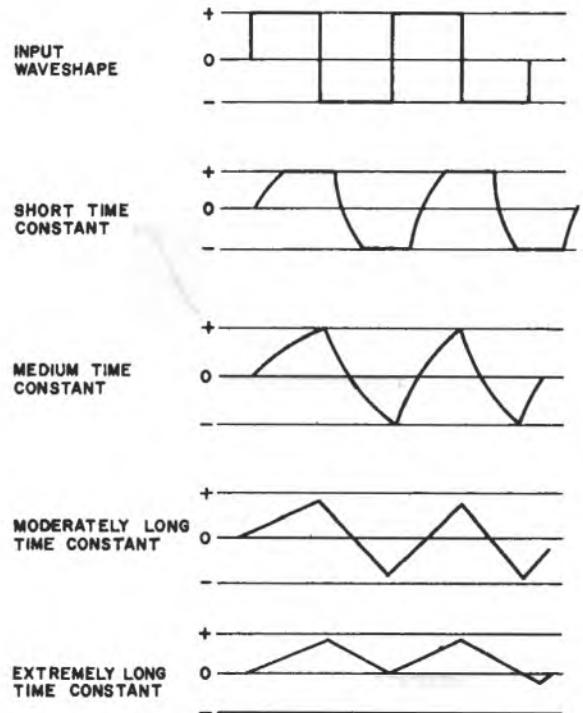 +
INPUT
WAVESHAPE
0
-
+
SHORT TIME
CONSTANT
0
-
+
MEDIUM TIME
CONSTANT
0
-
+
MODERATELY LONG
TIME CONSTANT
0
-
+
EXTREMELY LONG
TIME CONSTANT
0
-